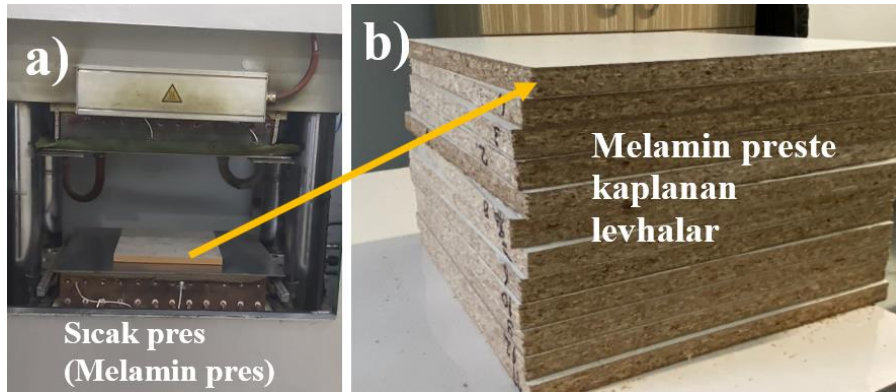 a)
Sıcak pres
(Melamin pres)
b)
Melamin preste
kaplanan
levhalar